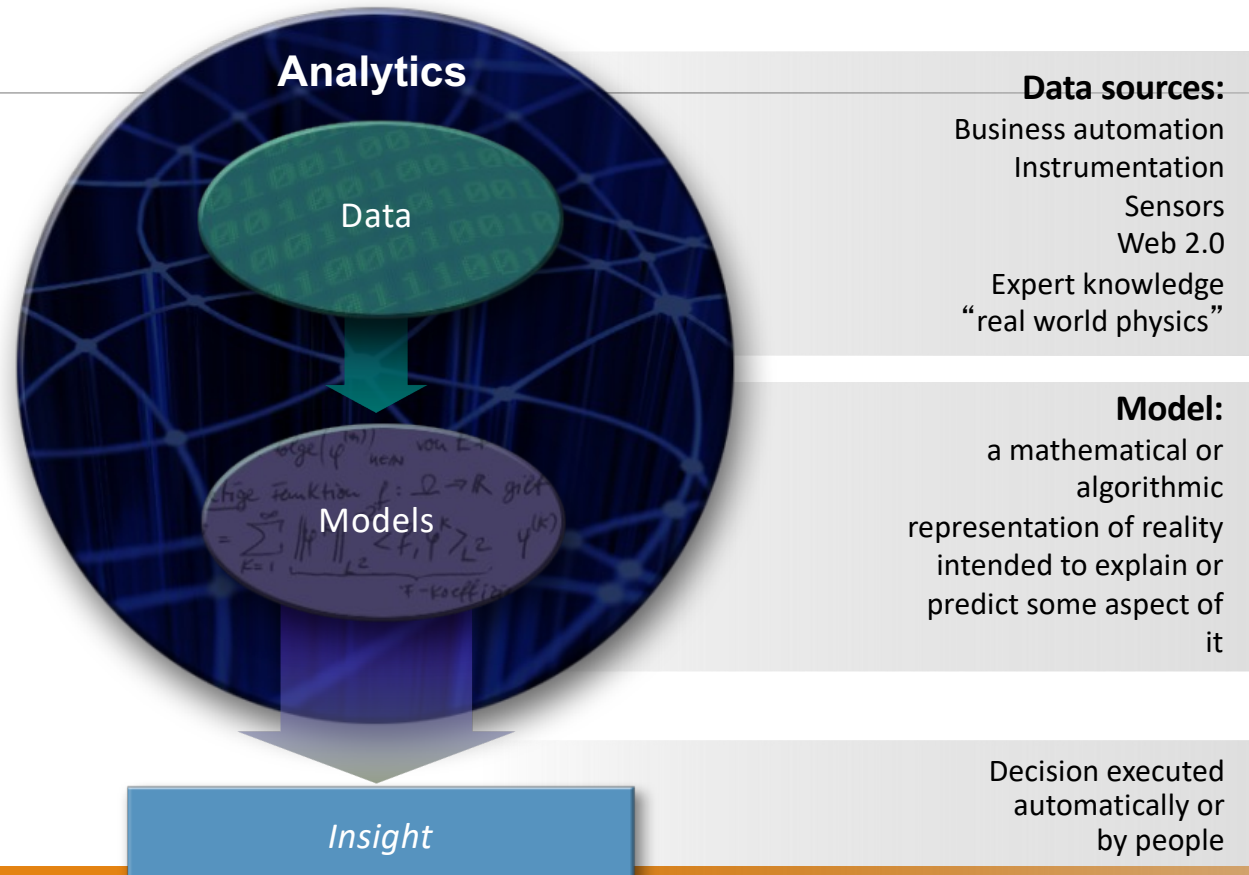 Analytics
Data
Models
Insight
Data sources:
Business automation
Instrumentation
Sensors
Web 2.0
Expert knowledge
“real world physics”
Model:
a mathematical or
algorithmic
representation of reality
intended to explain or
predict some aspect of
it
Decision executed
automatically or
by people